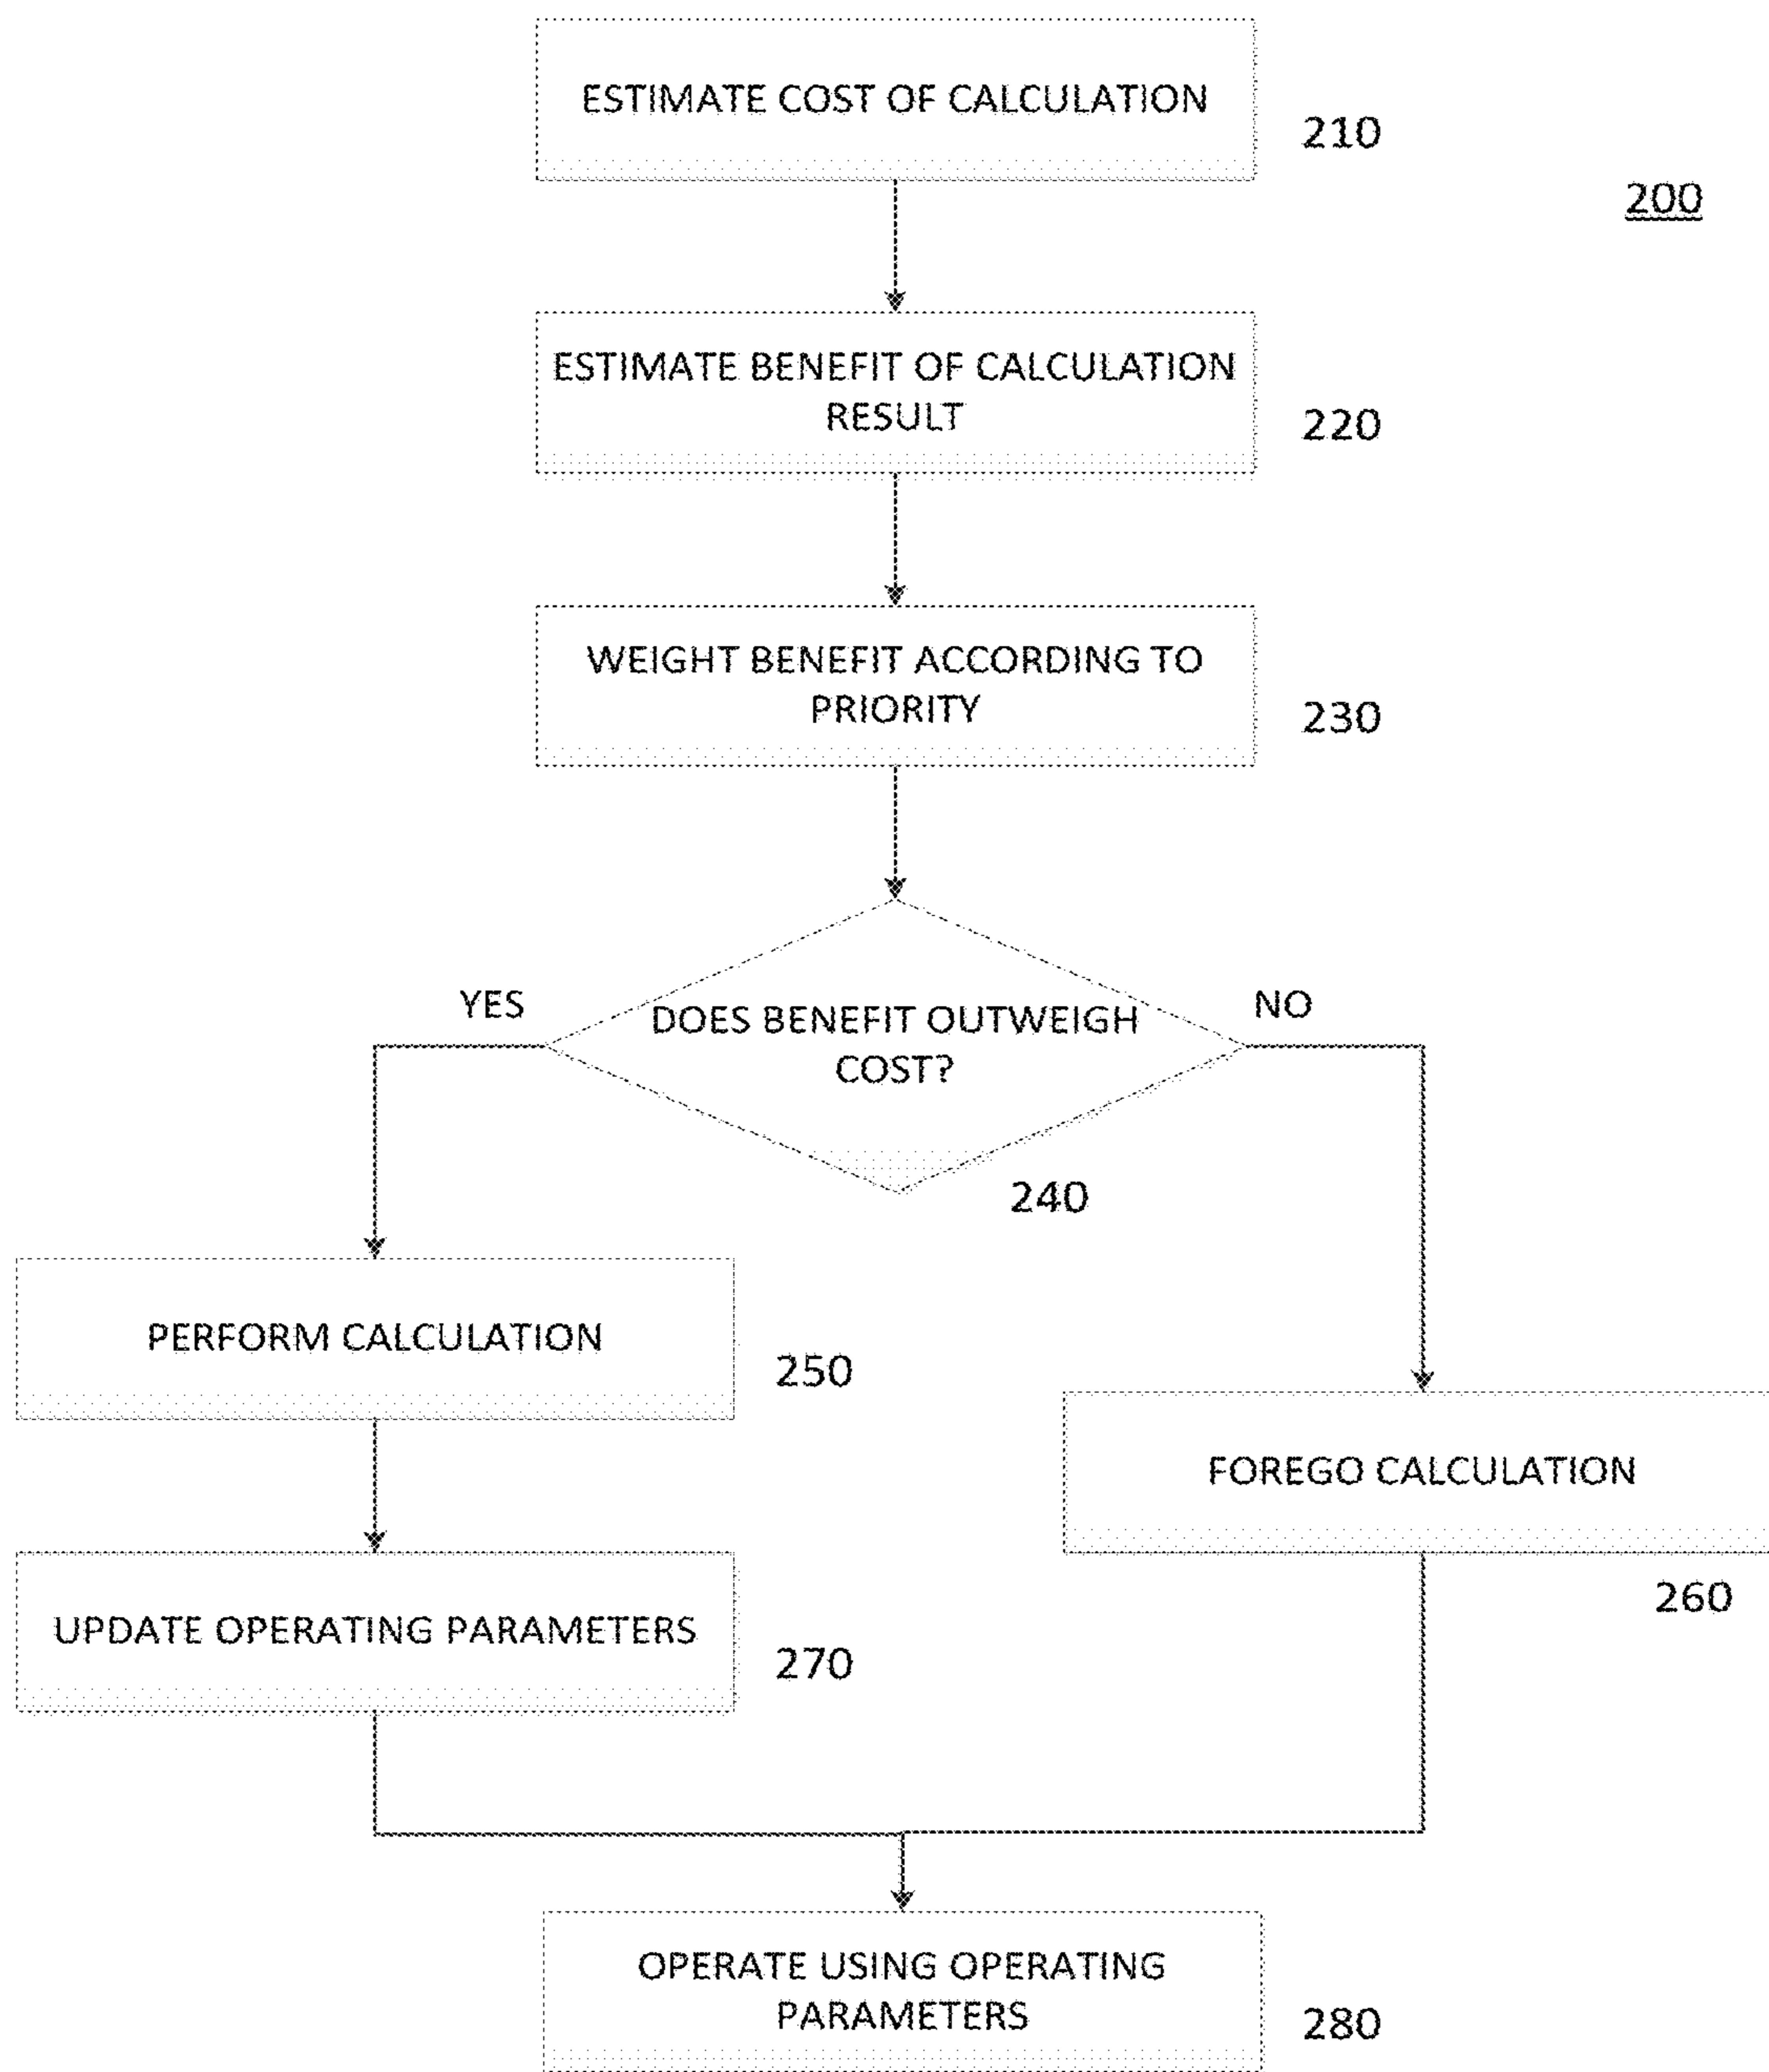 ESTIMATE COST OF CALCULATION
210
200
ESTIMATE BENEFIT OF CALCULATION
RESULT
220
WEIGHT BENEFIT ACCORDING TO
PRIORITY
230
YES
NO
DOES BENEFIT OUTWEIGH
COST?
240
PERFORM CALCULATION
250
FOREGO CALCULATION
260
UPDATE OPERATING PARAMETERS
270
OPERATE USING OPERATING
PARAMETERS
280